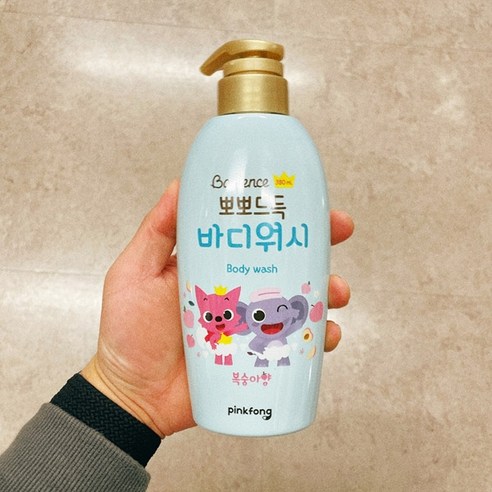 뽀뽀드득
바디워시
Body wash
복숭아향
pinkfong